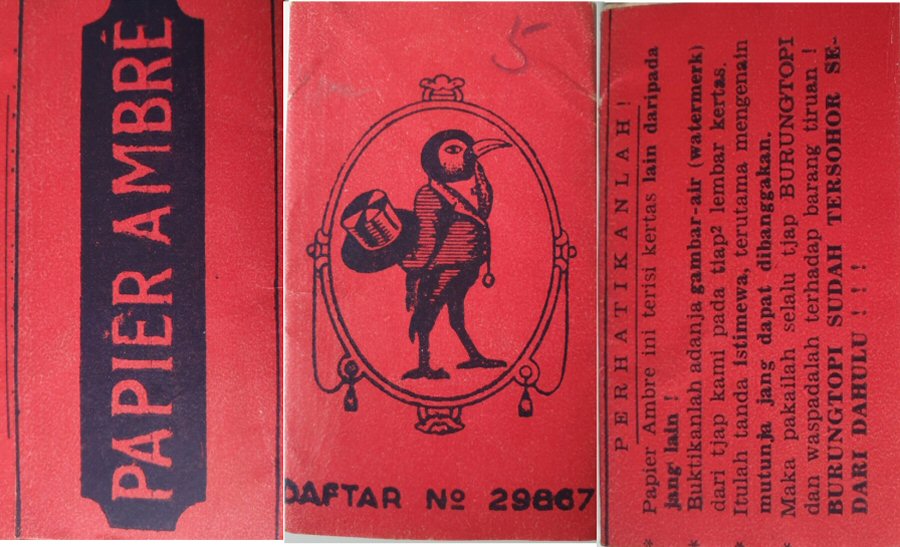 PAPIER AMBRÉ
5
DAFTAR Nº 29867
PERHATIKANLAH!
* Papier Ambre ini terisi kertas lain daripada
jang lain !
* Buktikanlah adanja gambar-air (watermerk)
dari tjap kami pada tiap² lembar kertas.
* Itulah tanda istimewa, terutama mengenain
mutunja jang dapat dibanggakan.
* Maka pakailah selalu tjap BURUNGTOPI
dan waspadalah terhadap barang tiruan !
* BURUNGTOPI SUDAH TERSOHOR SE-
DARI DAHULU ! ! ! !